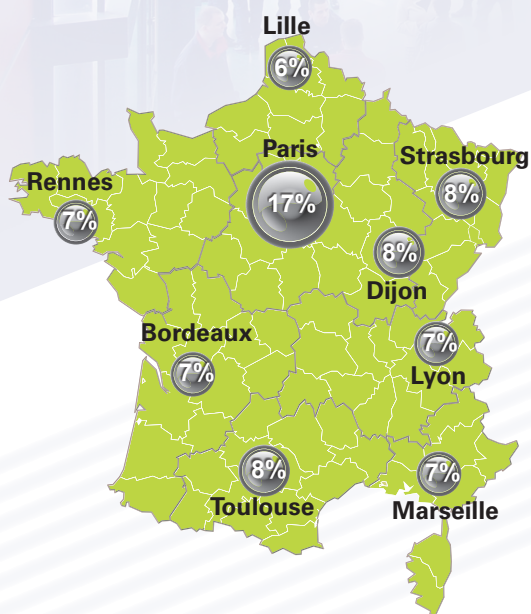 Lille
6%
Paris
17%
Strasbourg
8%
Rennes
7%
8%
Dijon
Bordeaux
7%
7%
Lyon
8%
Toulouse
7%
Marseille